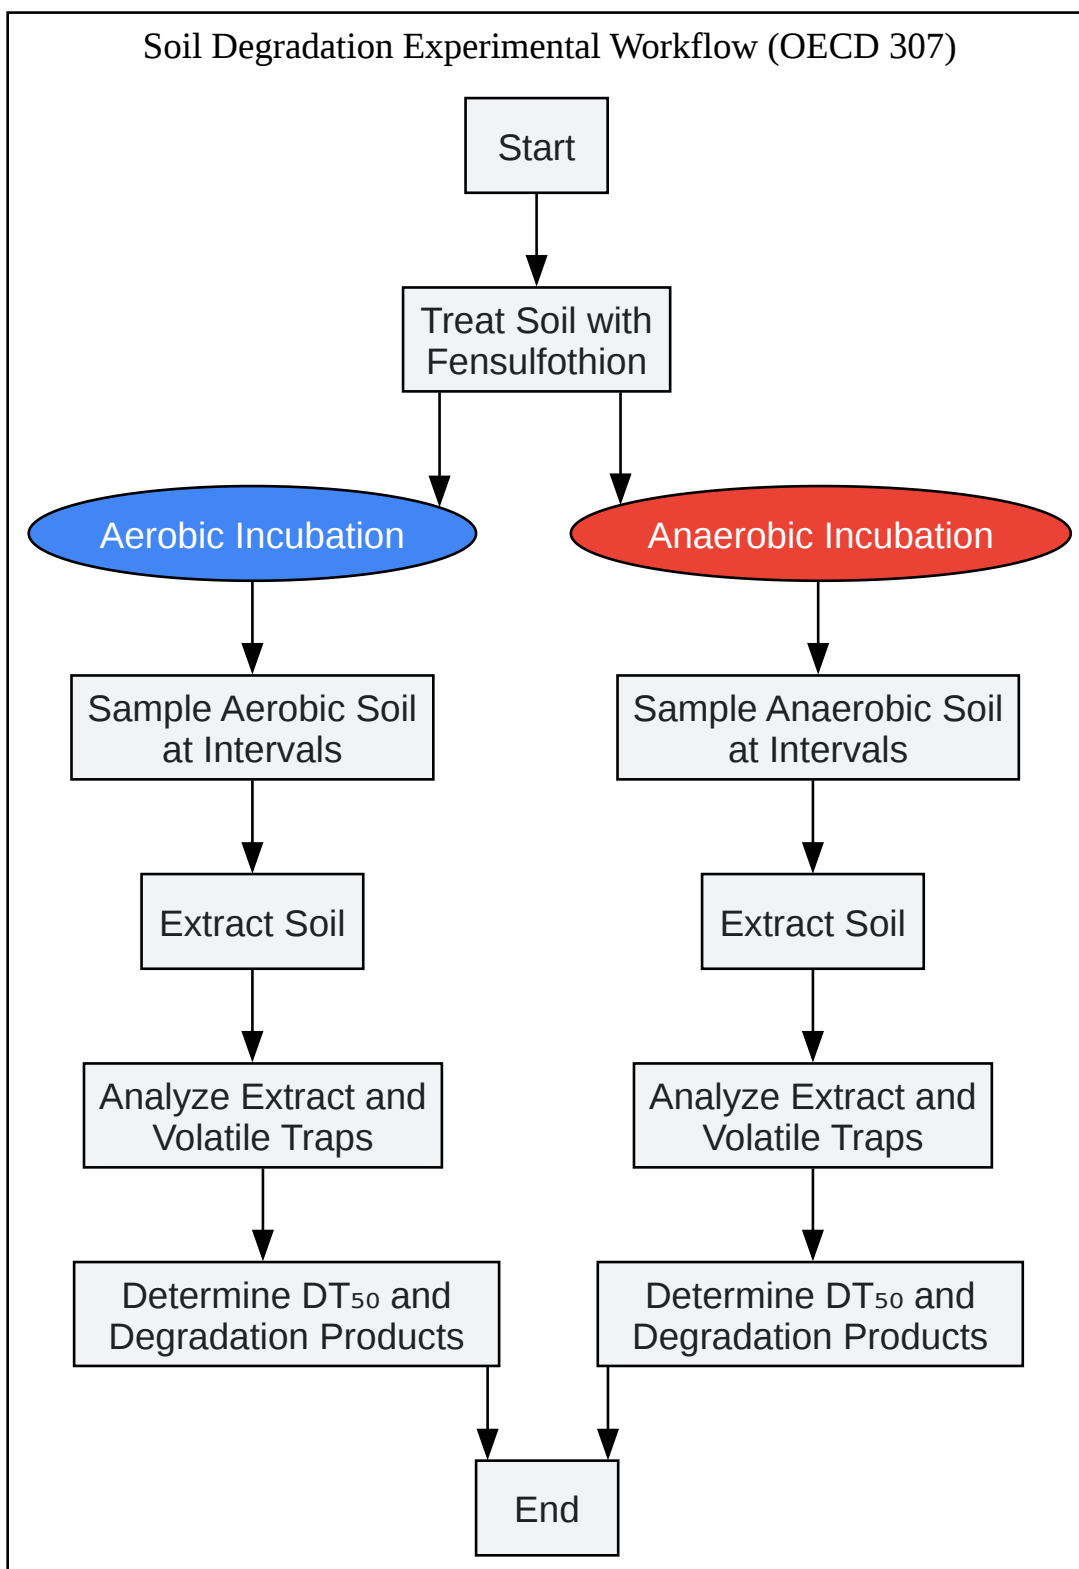 Soil Degradation Experimental Workflow (OECD 307)
Start
Treat Soil with
Fensulfothion
Aerobic Incubation
Anaerobic Incubation
Sample Aerobic Soil
at Intervals
Sample Anaerobic Soil
at Intervals
Extract Soil
Extract Soil
Analyze Extract and
Volatile Traps
Analyze Extract and
Volatile Traps
Determine DT₅₀ and
Degradation Products
Determine DT₅₀ and
Degradation Products
End